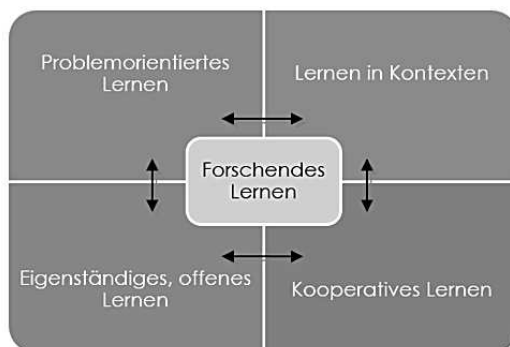 Problemorientiertes
Lernen
Lernen in Kontexten
Forschendes
Lernen
Eigenständiges, offenes
Lernen
Kooperatives Lernen